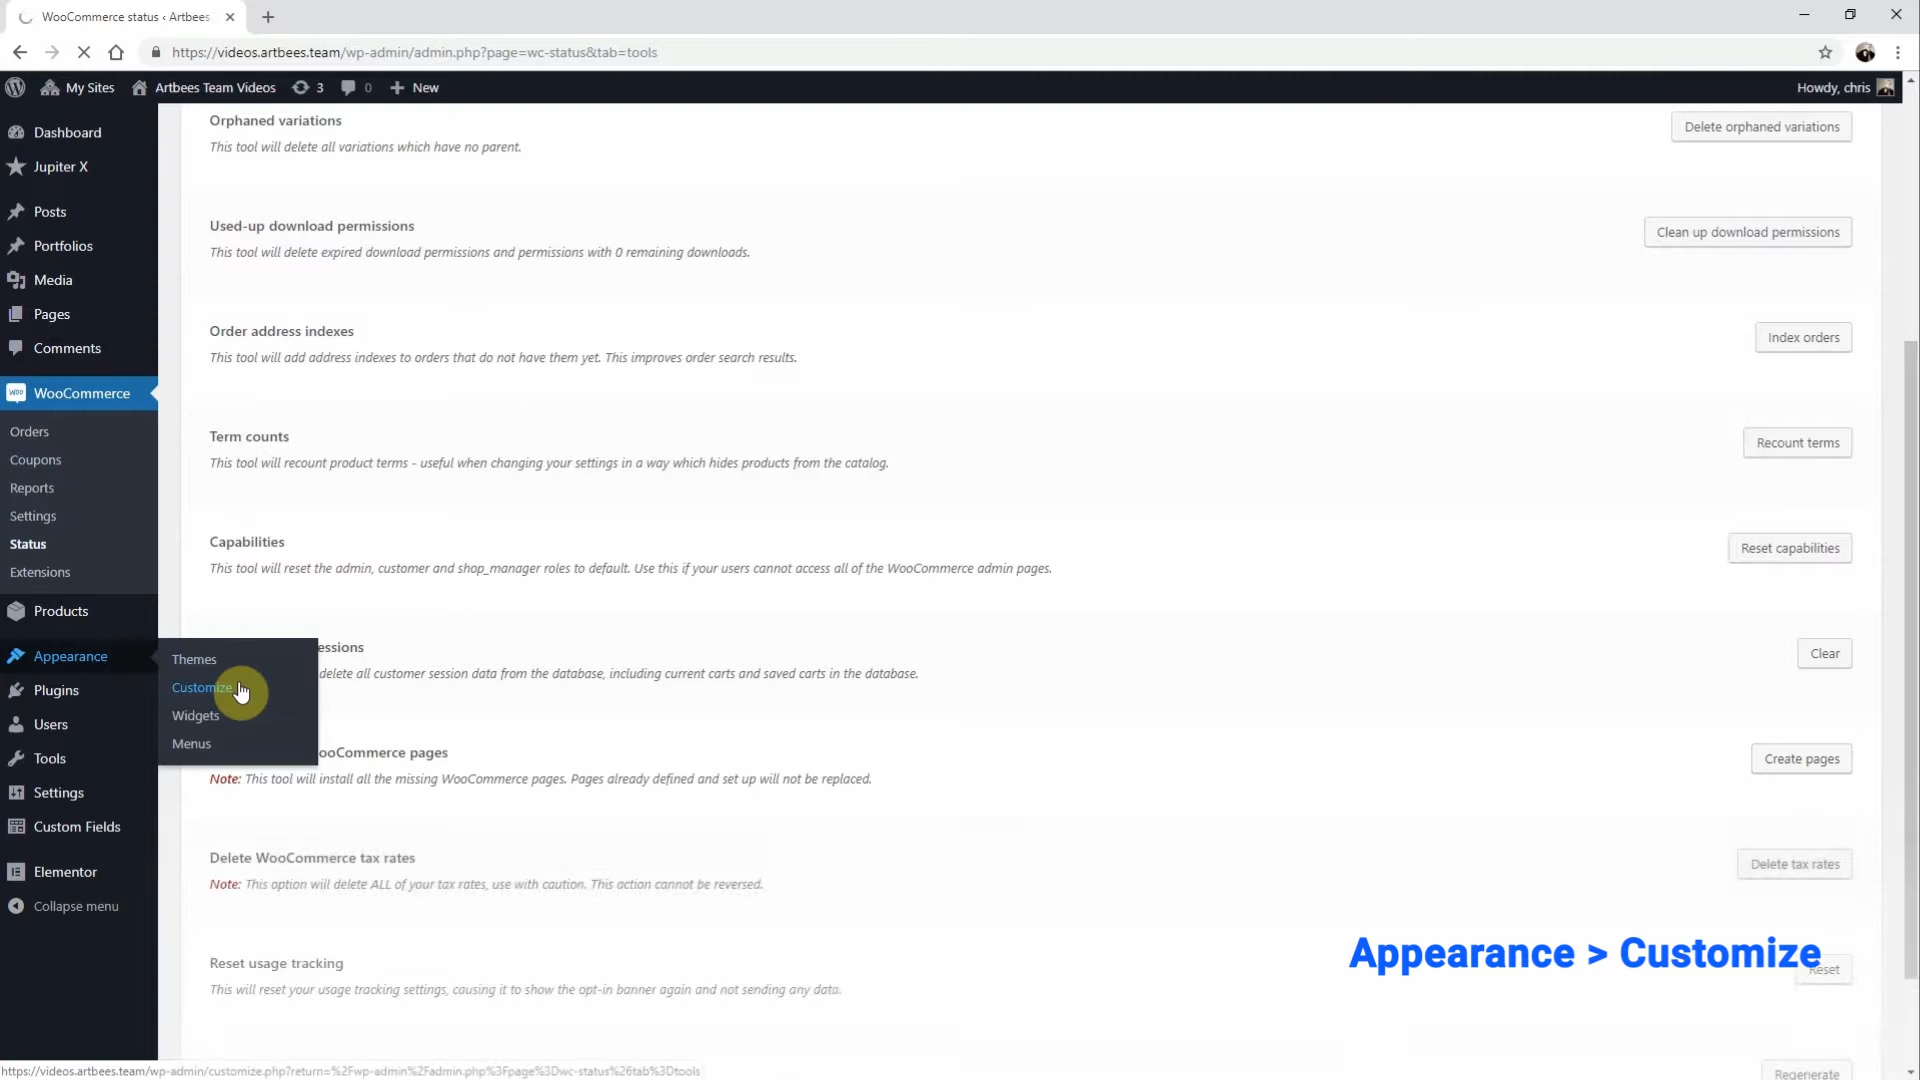 WooCommerce status ‹ Artbees
https://videos.artbees.team/wp-admin/admin.php?page=wc-status&tab=tools
My Sites
Artbees Team Videos
3
0
New
Howdy, chris
Dashboard
Jupiter X
Posts
Portfolios
Media
Pages
Comments
WooCommerce
Orders
Coupons
Reports
Settings
Status
Extensions
Products
Appearance
Plugins
Users
Tools
Settings
Custom Fields
Elementor
Collapse menu
Themes
Customize
Widgets
Menus
Orphaned variations
This tool will delete all variations which have no parent.
Delete orphaned variations
Used-up download permissions
This tool will delete expired download permissions and permissions with 0 remaining downloads.
Clean up download permissions
Order address indexes
This tool will add address indexes to orders that do not have them yet. This improves order search results.
Index orders
Term counts
This tool will recount product terms - useful when changing your settings in a way which hides products from the catalog.
Recount terms
Capabilities
This tool will reset the admin, customer and shop_manager roles to default. Use this if your users cannot access all of the WooCommerce admin pages.
Reset capabilities
essions
delete all customer session data from the database, including current carts and saved carts in the database.
Clear
ooCommerce pages
Note: This tool will install all the missing WooCommerce pages. Pages already defined and set up will not be replaced.
Create pages
Delete WooCommerce tax rates
Note: This option will delete ALL of your tax rates, use with caution. This action cannot be reversed.
Delete tax rates
Appearance > Customize
Reset usage tracking
This will reset your usage tracking settings, causing it to show the opt-in banner again and not sending any data.
Reset
Regenerate
https://videos.artbees.team/wp-admin/customize.php?return=%2Fwp-admin%2Fadmin.php%3Fpage%3Dwc-status%26tab%3Dtools